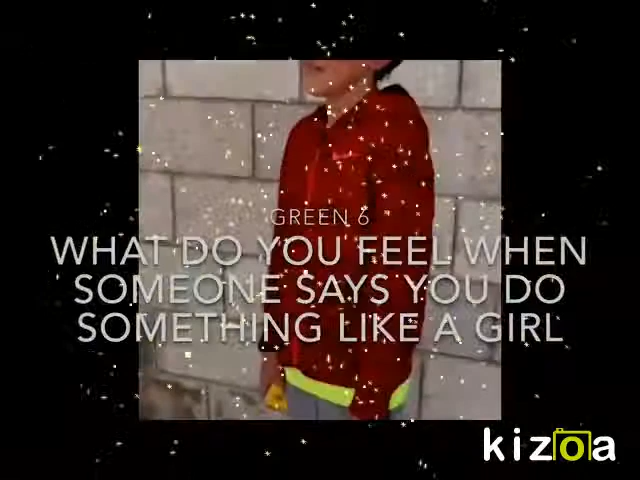 GREEN 6
WHAT DO YOU FEEL WHEN
SOMEONE SAYS YOU DO
SOMETHING LIKE A GIRL
kizoa